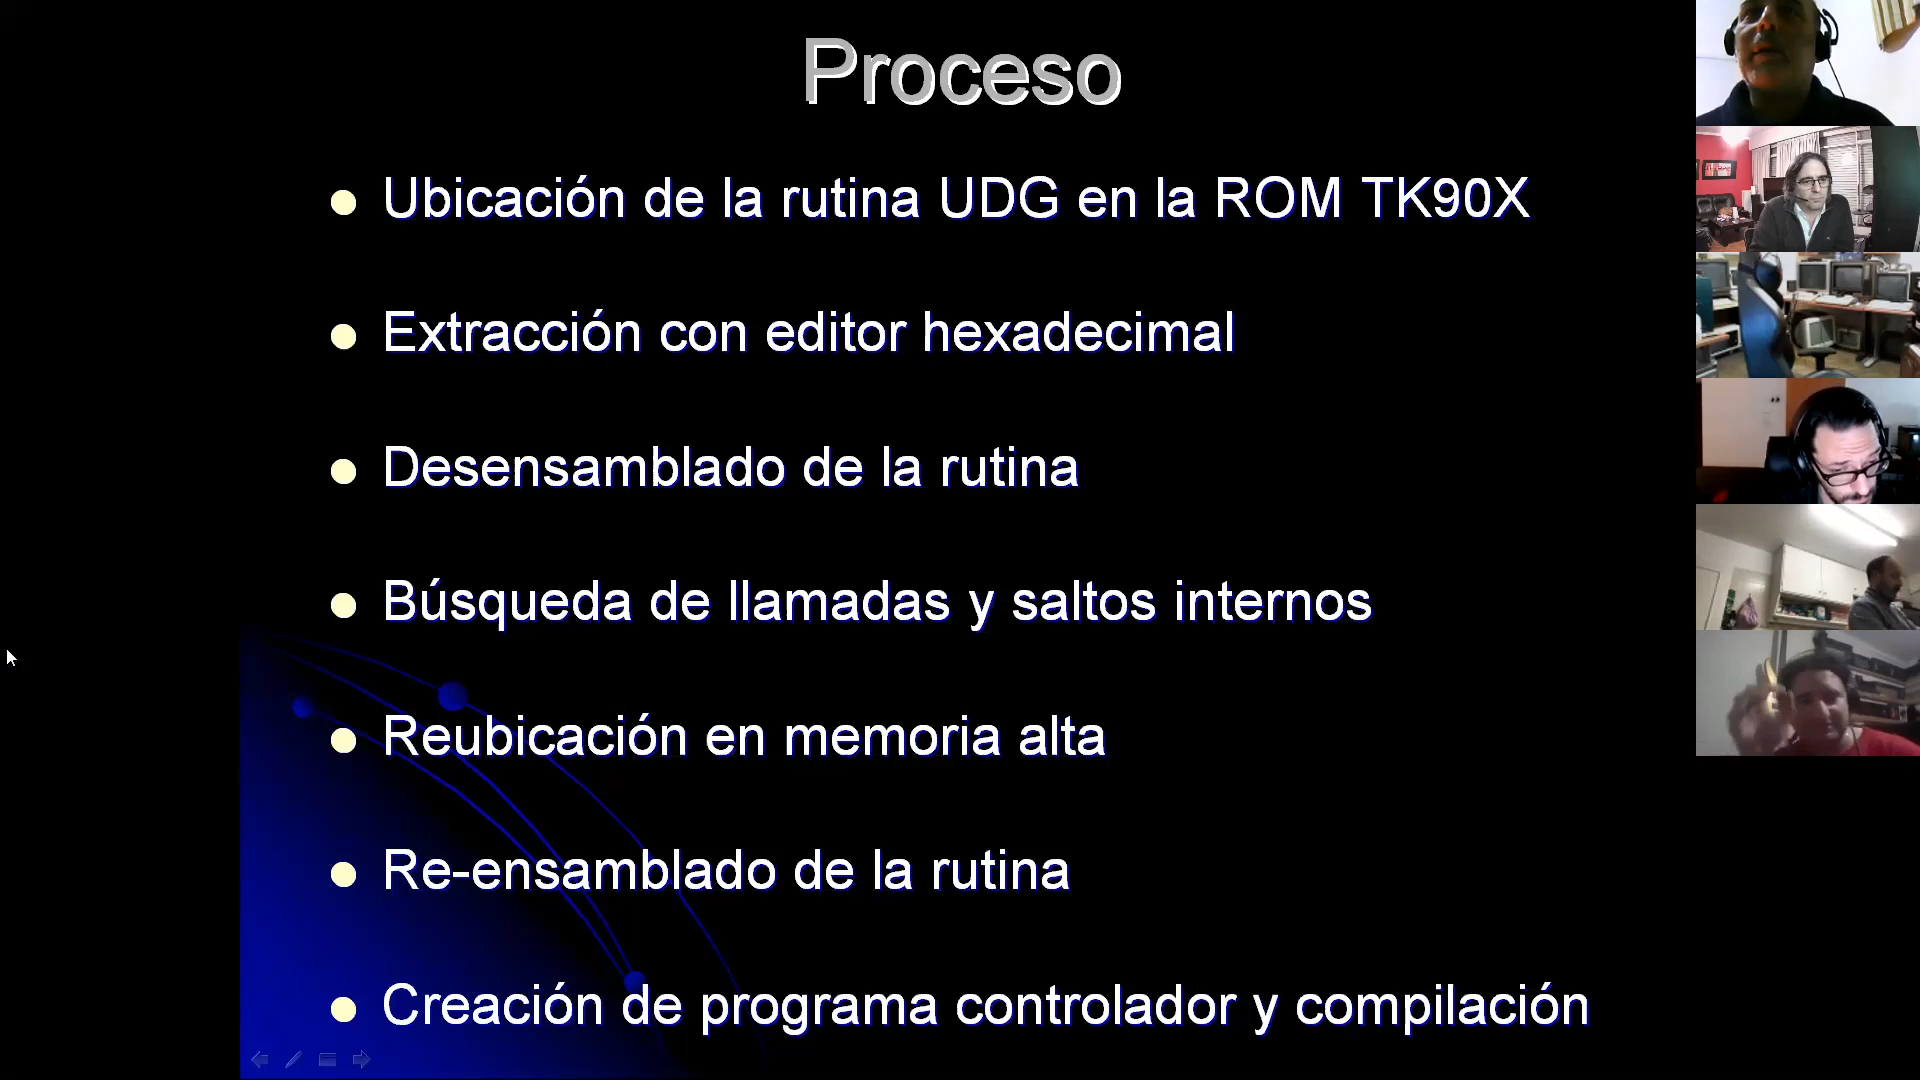 Proceso
Ubicación de la rutina UDG en la ROM TK90X
Extracción con editor hexadecimal
Desensamblado de la rutina
Búsqueda de llamadas y saltos internos
Reubicación en memoria alta
Re-ensamblado de la rutina
Creación de programa controlador y compilación